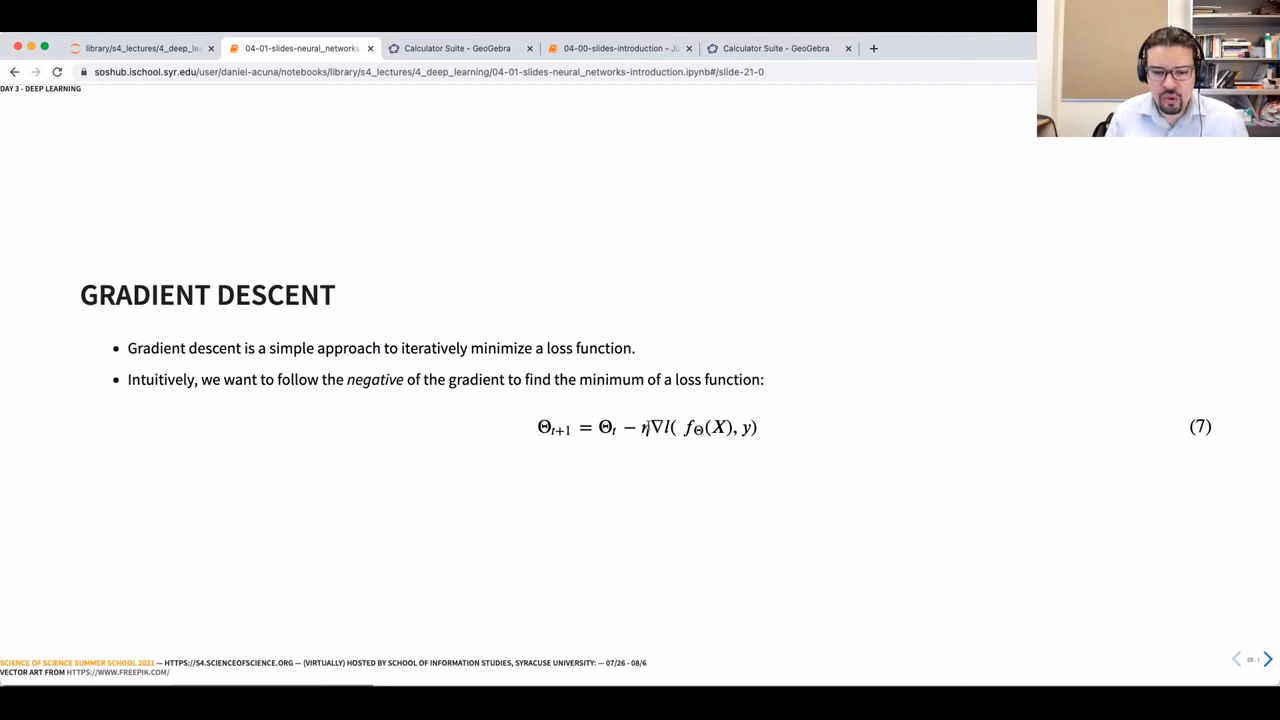 library/s4_lectures/4_deep_le
04-01-slides-neural_networks
Calculator Suite - GeoGebra
04-00-slides-introduction - Ju
Calculator Suite - GeoGebra
soshub.ischool.syr.edu/user/daniel-acuna/notebooks/library/s4_lectures/4_deep_learning/04-01-slides-neural_networks-introduction.ipynb#/slide-21-0
DAY 3 - DEEP LEARNING
GRADIENT DESCENT
• Gradient descent is a simple approach to iteratively minimize a loss function.
• Intuitively, we want to follow the negative of the gradient to find the minimum of a loss function:
Θt+1 = Θt − η∇l( fΘ(X), y) (7)
SCIENCE OF SCIENCE SUMMER SCHOOL 2021 — HTTPS://S4.SCIENCEOFSCIENCE.ORG — (VIRTUALLY) HOSTED BY SCHOOL OF INFORMATION STUDIES, SYRACUSE UNIVERSITY: — 07/26 - 08/6
VECTOR ART FROM HTTPS://WWW.FREEPIK.COM/
22.1